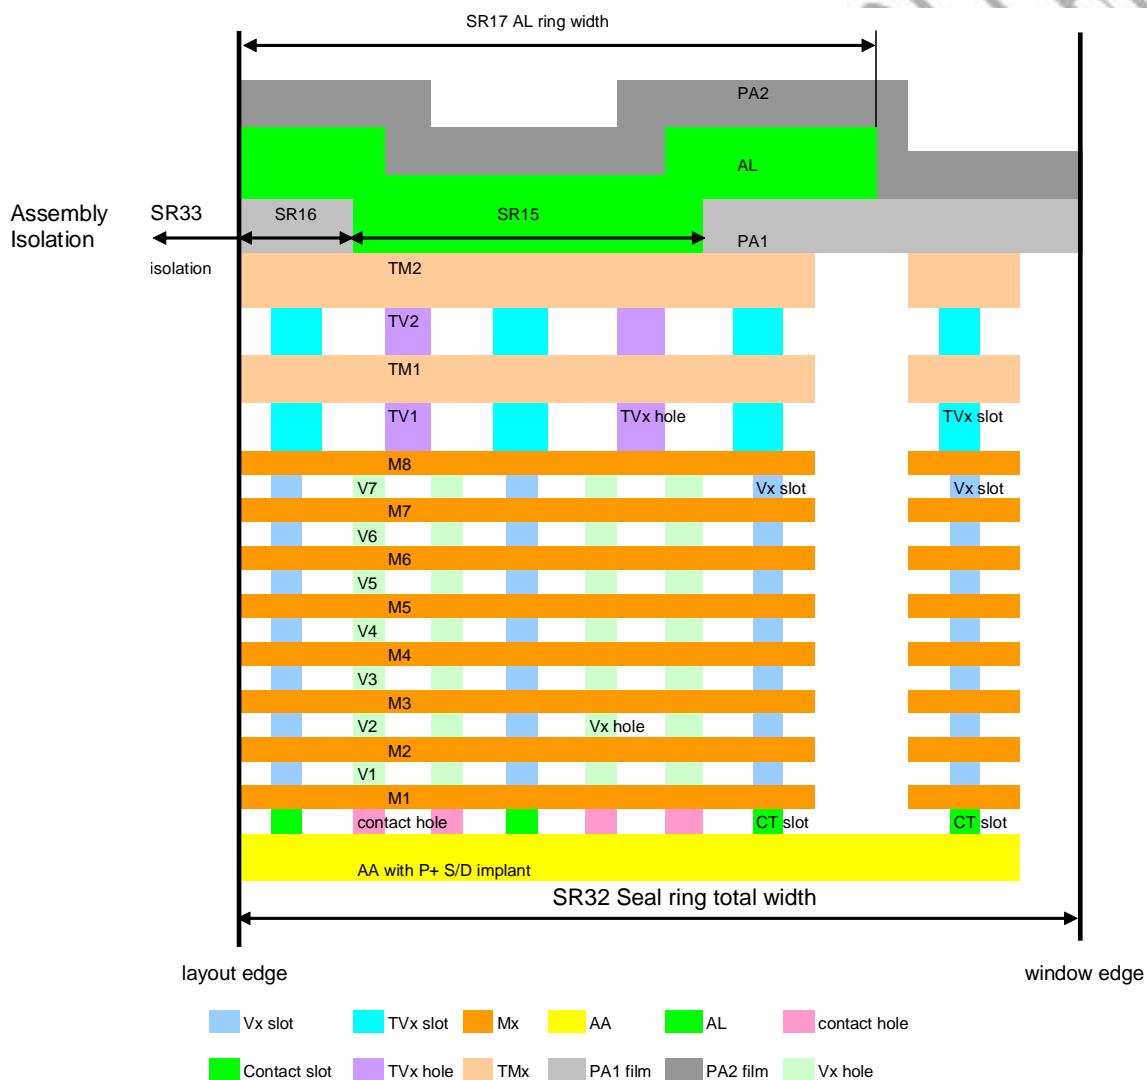 SR17 AL ring width
PA2
AL
Assembly
Isolation
SR33
SR16
SR15
PA1
isolation
TM2
TV2
TM1
TV1
TVx hole
TVx slot
M8
V7
Vx slot
Vx slot
M7
V6
M6
V5
M5
V4
M4
V3
M3
V2
Vx hole
M2
V1
M1
contact hole
CT slot
CT slot
AA with P+ S/D implant
SR32 Seal ring total width
layout edge
window edge
Vx slot
TVx slot
Mx
AA
AL
contact hole
Contact slot
TVx hole
TMx
PA1 film
PA2 film
Vx hole